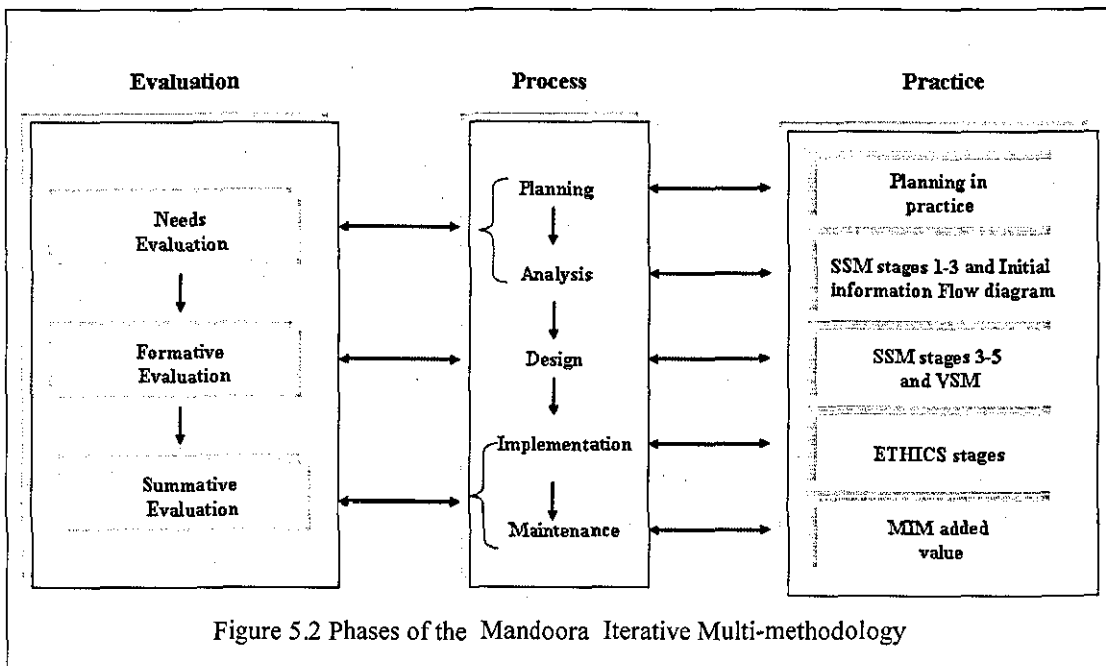 Evaluation
Process
Practice
Needs
Evaluation
Formative
Evaluation
Summative
Evaluation
Planning
Analysis
Design
Implementation
Maintenance
Planning in
practice
SSM stages 1-3 and Initial
information Flow diagram
SSM stages 3-5
and VSM
ETHICS stages
MIM added
value
Figure 5.2 Phases of the Mandoora Iterative Multi-methodology